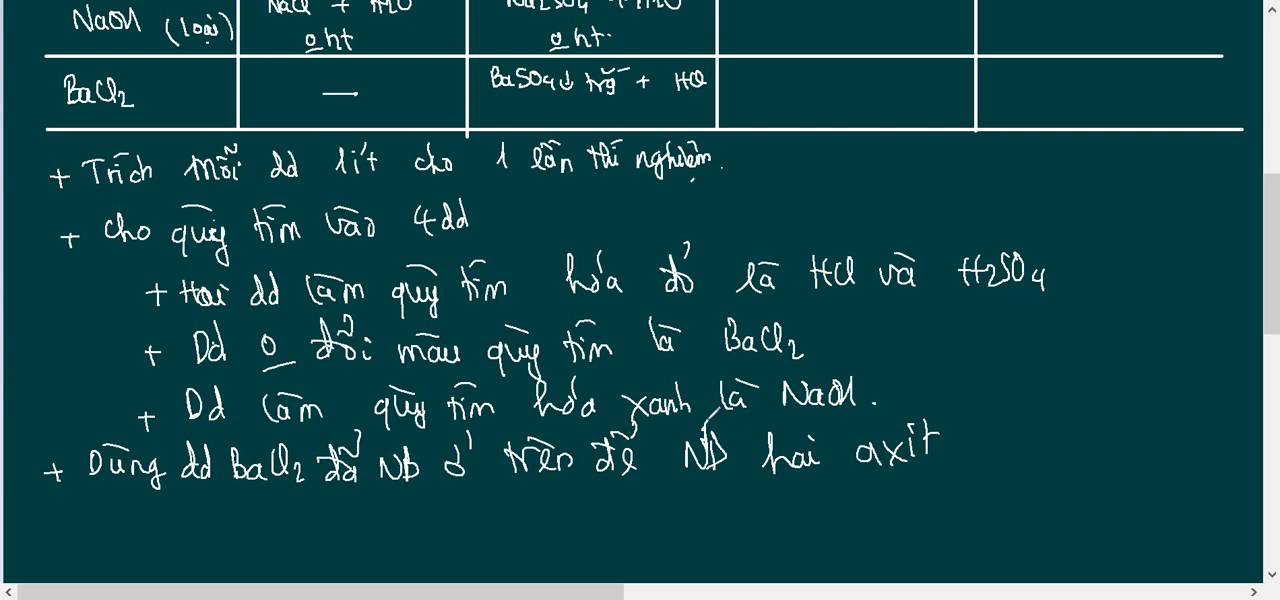 NaCl + H2O Na2SO4 + H2O
NaOH (loại) o ht o ht.
BaCl2 — BaSO4↓ trg + HCl
+ Trích mỗi dd 1 ít cho 1 lần thí nghiệm.
+ cho quỳ tím vào 4 dd
+ Hai dd làm quỳ tím hóa đỏ là HCl và H2SO4
+ Dd o đổi màu quỳ tím là BaCl2
+ Dd làm quỳ tím hóa xanh là NaOH.
+ Dùng dd BaCl2 đã NB ở trên để NB hai axit